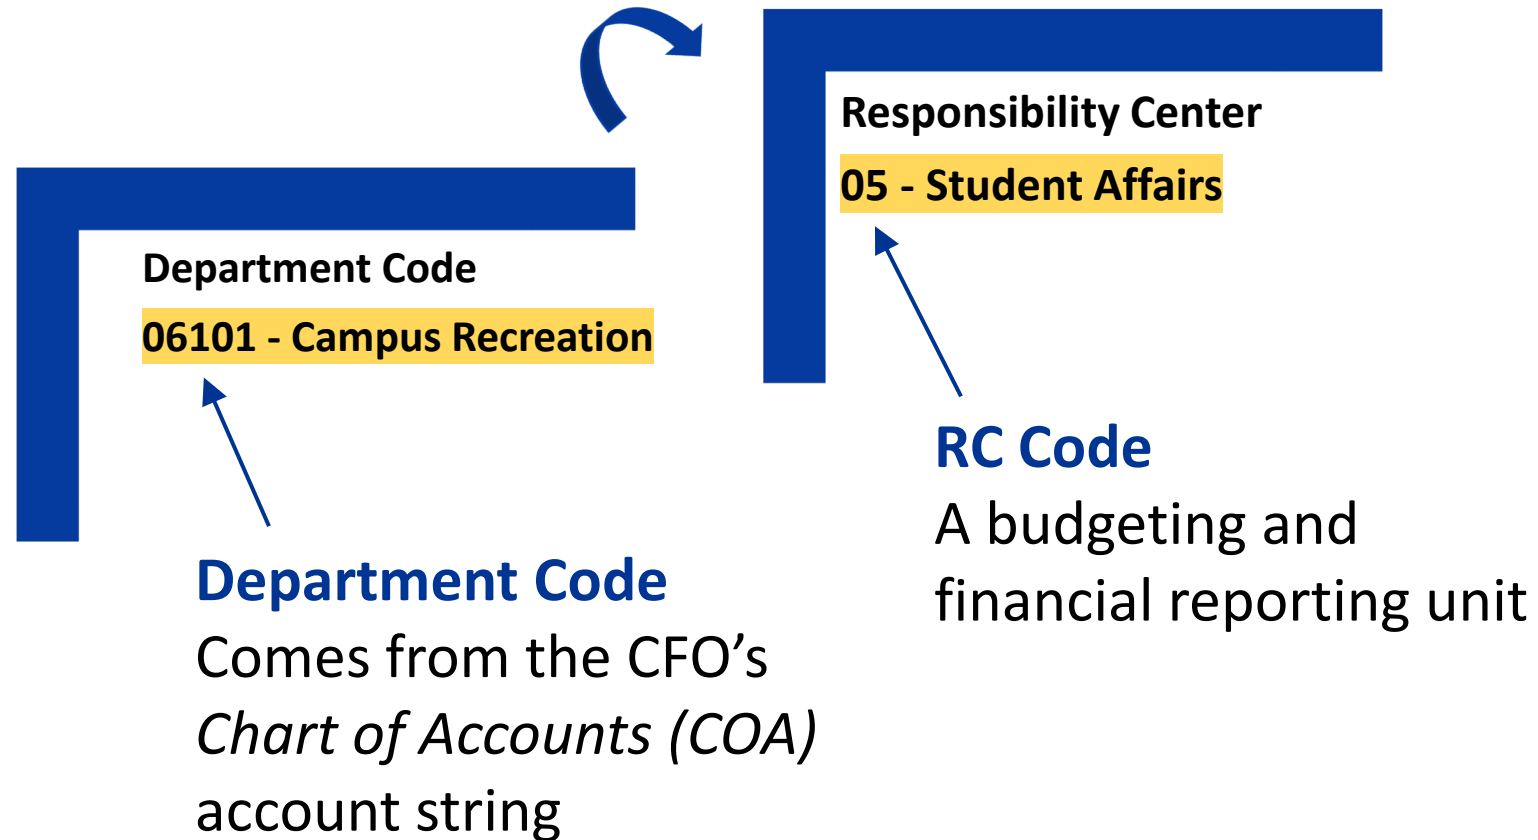 Responsibility Center
05 - Student Affairs
Department Code
06101 - Campus Recreation
RC Code
A budgeting and
financial reporting unit
Department Code
Comes from the CFO’s
Chart of Accounts (COA)
account string